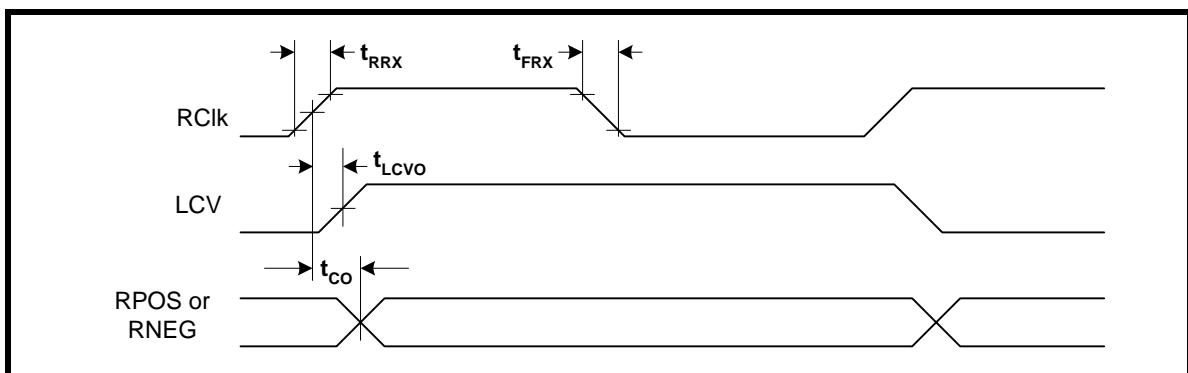 tRRX
tFRX
RClk
tLCVO
LCV
tCO
RPOS or
RNEG